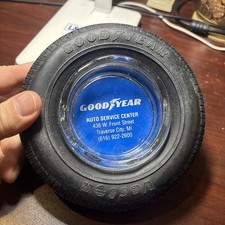 GOODYEAR
GOODYEAR
AUTO SERVICE CENTER
436 W. Front Street
Traverse City, MI
(616) 922-2600